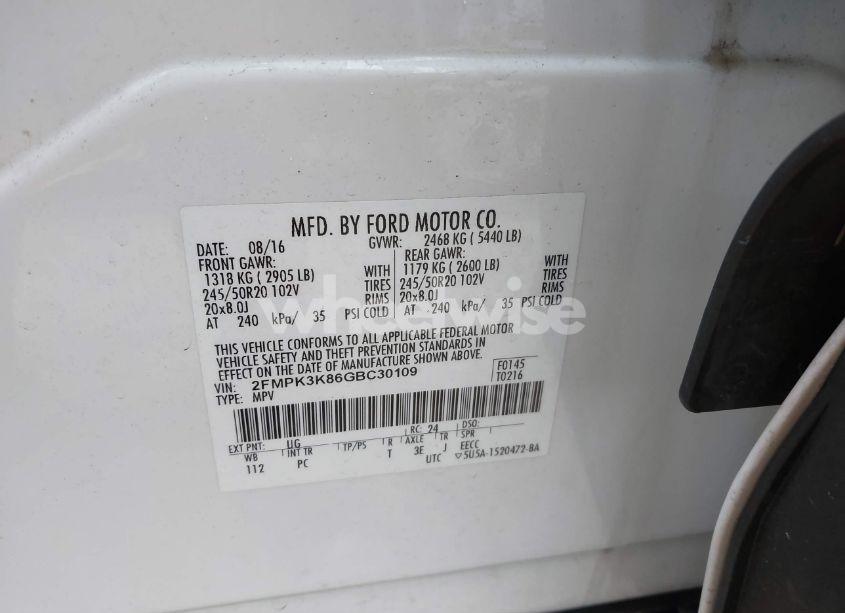 MFD. BY FORD MOTOR CO.
DATE: 08/16 GVWR: 2468 KG ( 5440 LB)
FRONT GAWR: REAR GAWR:
1318 KG ( 2905 LB) WITH 1179 KG ( 2600 LB) WITH
245/50R20 102V TIRES 245/50R20 102V TIRES
20x8.0J RIMS 20x8.0J RIMS
AT 240 kPa/ 35 PSI COLD AT 240 kPa/ 35 PSI COLD
wheelwise
THIS VEHICLE CONFORMS TO ALL APPLICABLE FEDERAL MOTOR
VEHICLE SAFETY AND THEFT PREVENTION STANDARDS IN
EFFECT ON THE DATE OF MANUFACTURE SHOWN ABOVE.
VIN: 2FMPK3K86GBC30109 F0145
TYPE: MPV T0216
EXT PNT: UG RC: 24 DSO:
WB INT TR TP/PS R AXLE TR SPR
112 PC T 3E J EECC
UTC ▽5U5A-1520472-BA